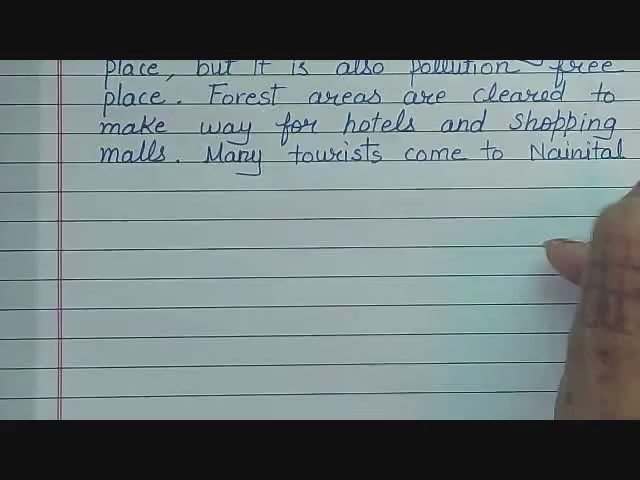 place, but it is also pollution free
place. Forest areas are cleared to
make way for hotels and shopping
malls. Many tourists come to Nainital